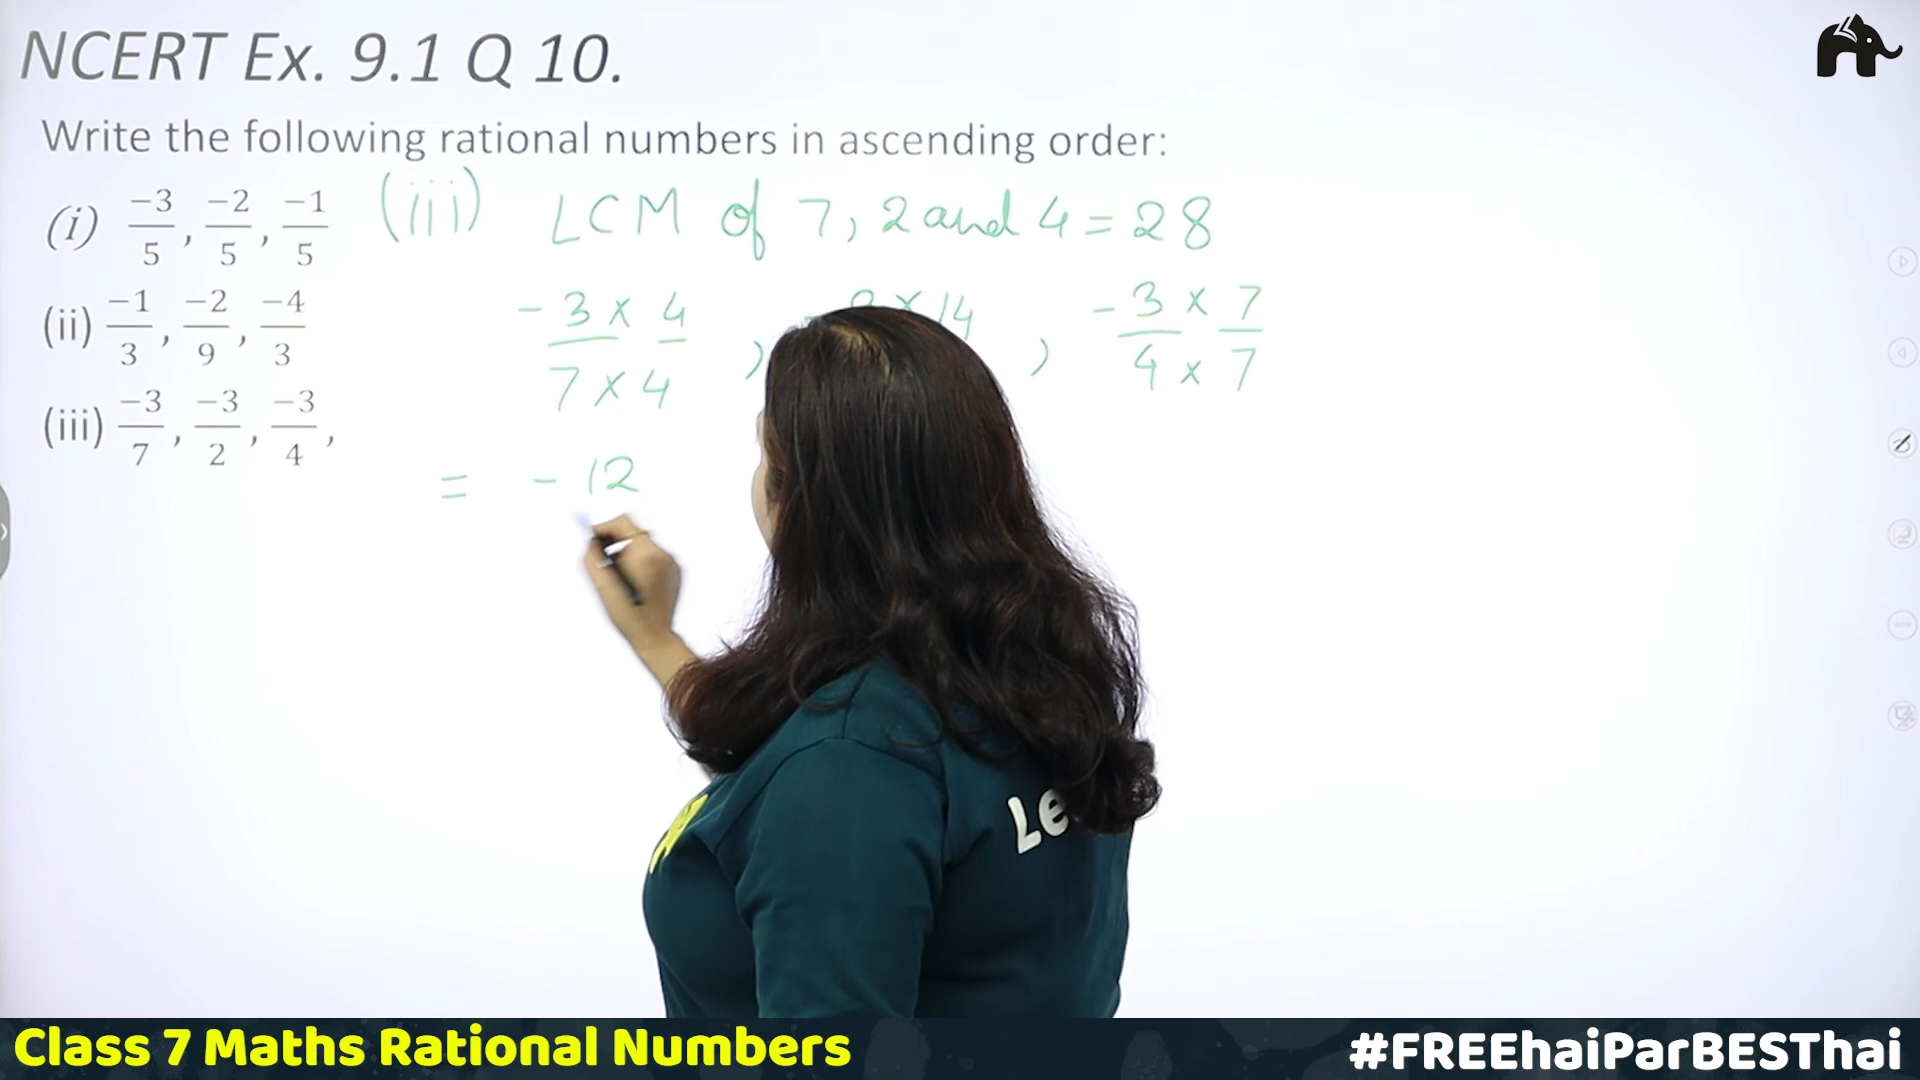 NCERT Ex. 9.1 Q 10.
Write the following rational numbers in ascending order:
(i) -3/5, -2/5, -1/5
(ii) -1/3, -2/9, -4/3
(iii) -3/7, -3/2, -3/4,
(iii) LCM of 7, 2 and 4 = 28
-3 × 4 / 7 × 4, × 14, -3 × 7 / 4 × 7
= -12
Le
Class 7 Maths Rational Numbers
#FREEhaiParBESThai